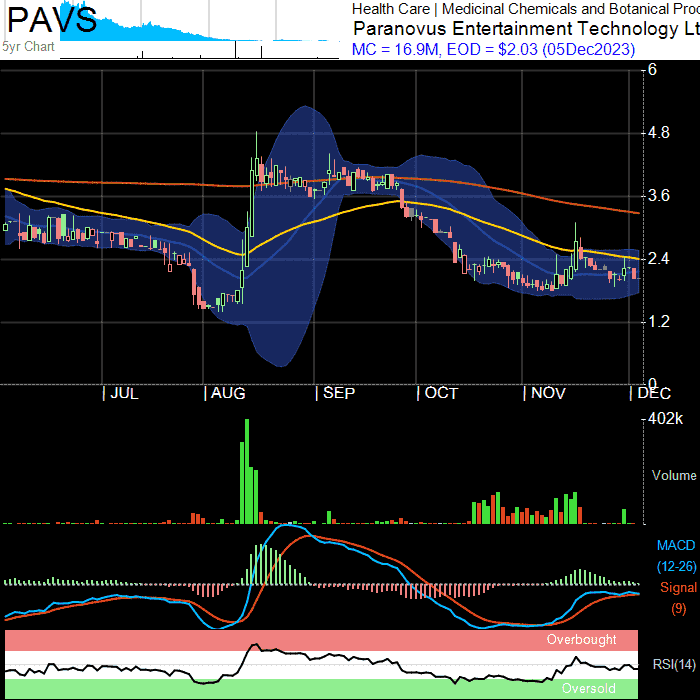 PAVS
5yr Chart
Health Care | Medicinal Chemicals and Botanical Proc
Paranovus Entertainment Technology Lt
MC = 16.9M, EOD = $2.03 (05Dec2023)
6
4.8
3.6
2.4
1.2
0
JUL
AUG
SEP
OCT
NOV
DEC
402k
Volume
MACD
(12-26)
Signal
(9)
Overbought
RSI(14)
Oversold